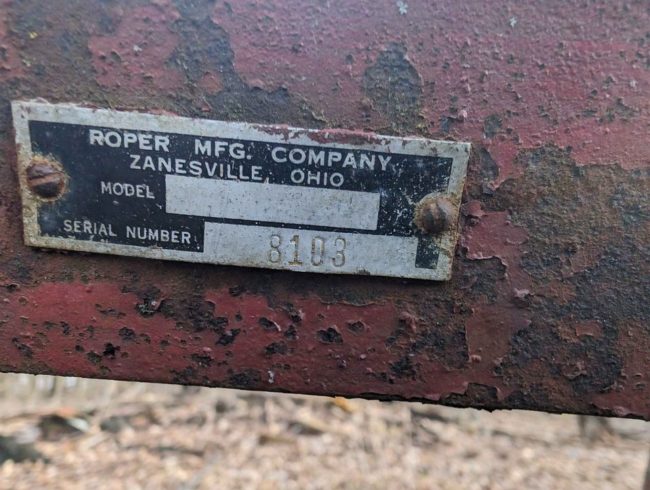 ROPER MFG. COMPANY
ZANESVILLE, OHIO
MODEL
SERIAL NUMBER 8103